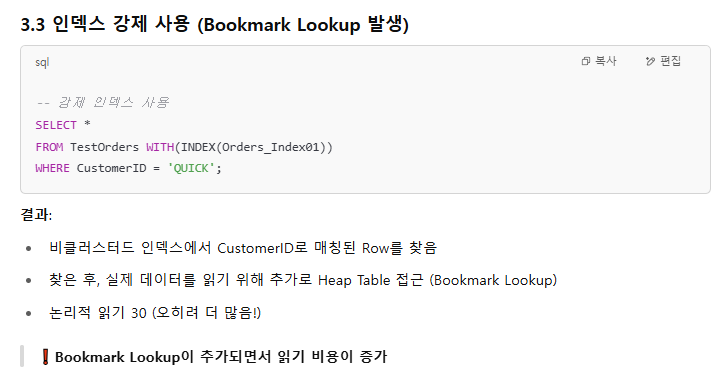 3.3 인덱스 강제 사용 (Bookmark Lookup 발생)
sql
복사
편집
-- 강제 인덱스 사용
SELECT *
FROM TestOrders WITH(INDEX(Orders_Index01))
WHERE CustomerID = 'QUICK';
결과:
비클러스터드 인덱스에서 CustomerID로 매칭된 Row를 찾음
찾은 후, 실제 데이터를 읽기 위해 추가로 Heap Table 접근 (Bookmark Lookup)
논리적 읽기 30 (오히려 더 많음!)
❗Bookmark Lookup이 추가되면서 읽기 비용이 증가